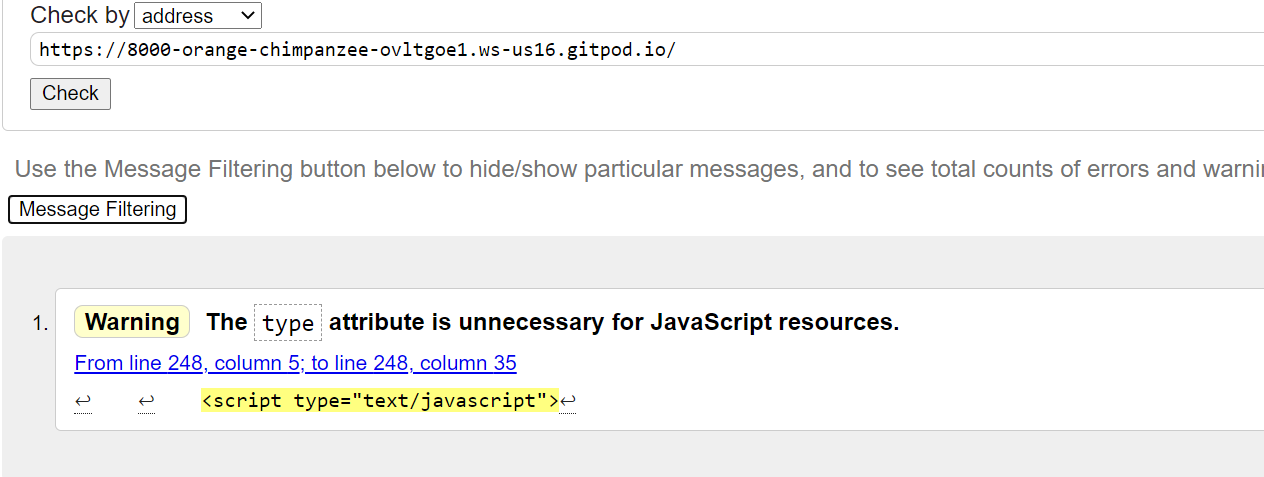 Check by address
https://8000-orange-chimpanzee-ovltgoe1.ws-us16.gitpod.io/
Check
Use the Message Filtering button below to hide/show particular messages, and to see total counts of errors and
Message Filtering
1. Warning The type attribute is unnecessary for JavaScript resources.
From line 248, column 5; to line 248, column 35
↩ ↩ <script type="text/javascript">↩